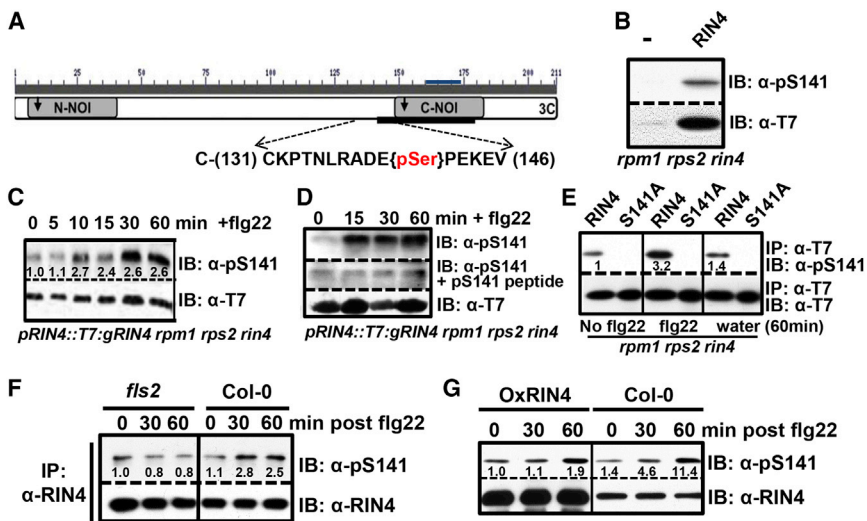 A
1 25 50 75 100 125 150 175 200 211
N-NOI C-NOI 3C
C-(131) CKPTNLRADE{pSer}PEKEV (146)
B
- RIN4
IB: α-pS141
IB: α-T7
rpm1 rps2 rin4
C
0 5 10 15 30 60 min +flg22
1.0 1.1 2.7 2.4 2.6 2.6
IB: α-pS141
IB: α-T7
pRIN4::T7:gRIN4 rpm1 rps2 rin4
D
0 15 30 60 min + flg22
IB: α-pS141
IB: α-pS141
+ pS141 peptide
IB: α-T7
pRIN4::T7:gRIN4 rpm1 rps2 rin4
E
RIN4 S141A RIN4 S141A RIN4 S141A
IP: α-T7
IB: α-pS141
1 3.2 1.4
IP: α-T7
IB: α-T7
No flg22 flg22 water (60min)
rpm1 rps2 rin4
F
fls2 Col-0
0 30 60 0 30 60 min post flg22
IP:
α-RIN4
IB: α-pS141
1.0 0.8 0.8 1.1 2.8 2.5
IB: α-RIN4
G
OxRIN4 Col-0
0 30 60 0 30 60 min post flg22
IB: α-pS141
1.0 1.1 1.9 1.4 4.6 11.4
IB: α-RIN4